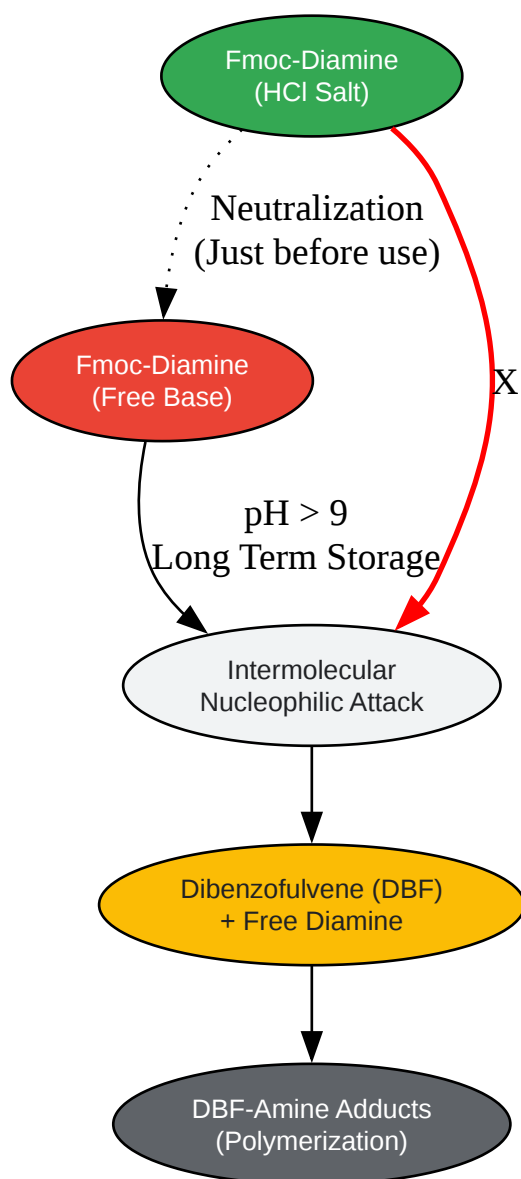 Fmoc-Diamine
(HCl Salt)
Neutralization
(Just before use)
Fmoc-Diamine
(Free Base)
X
pH > 9
Long Term Storage
Intermolecular
Nucleophilic Attack
Dibenzofulvene (DBF)
+ Free Diamine
DBF-Amine Adducts
(Polymerization)